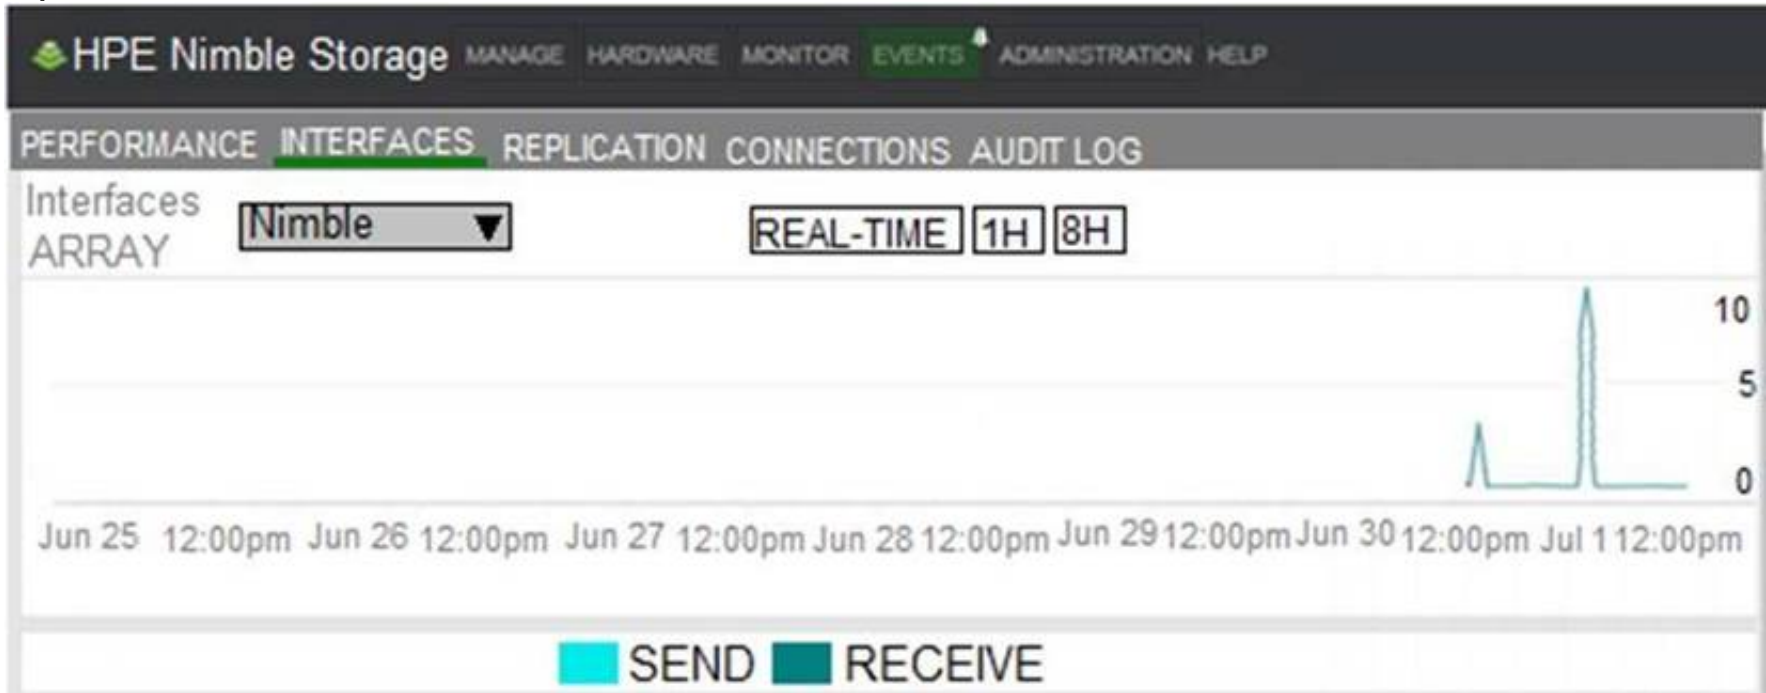 HPE Nimble Storage MANAGE HARDWARE MONITOR EVENTS ADMINISTRATION HELP
PERFORMANCE INTERFACES REPLICATION CONNECTIONS AUDIT LOG
Interfaces
ARRAY Nimble REAL-TIME 1H 8H
10
5
0
Jun 25 12:00pm Jun 26 12:00pm Jun 27 12:00pm Jun 28 12:00pm Jun 29 12:00pm Jun 30 12:00pm Jul 1 12:00pm
SEND RECEIVE